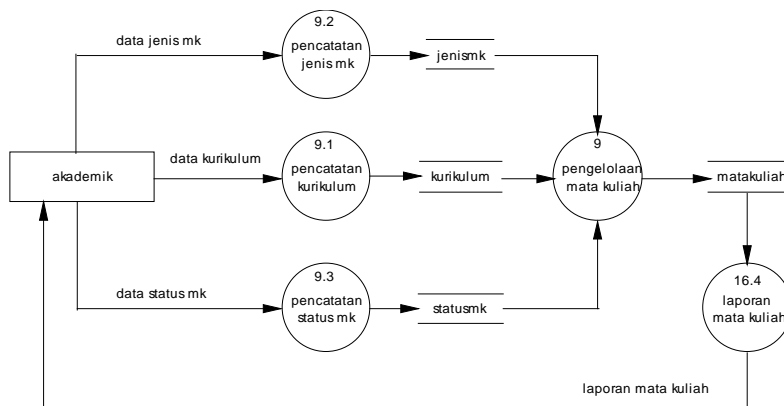 9.2
data jenis mk
pencatatan
jenis mk
jenismk
9.1
data kurikulum
pencatatan
kurikulum
kurikulum
akademik
9
pengelolaan
mata kuliah
matakuliah
9.3
data status mk
pencatatan
status mk
statusmk
16.4
laporan
mata kuliah
laporan mata kuliah